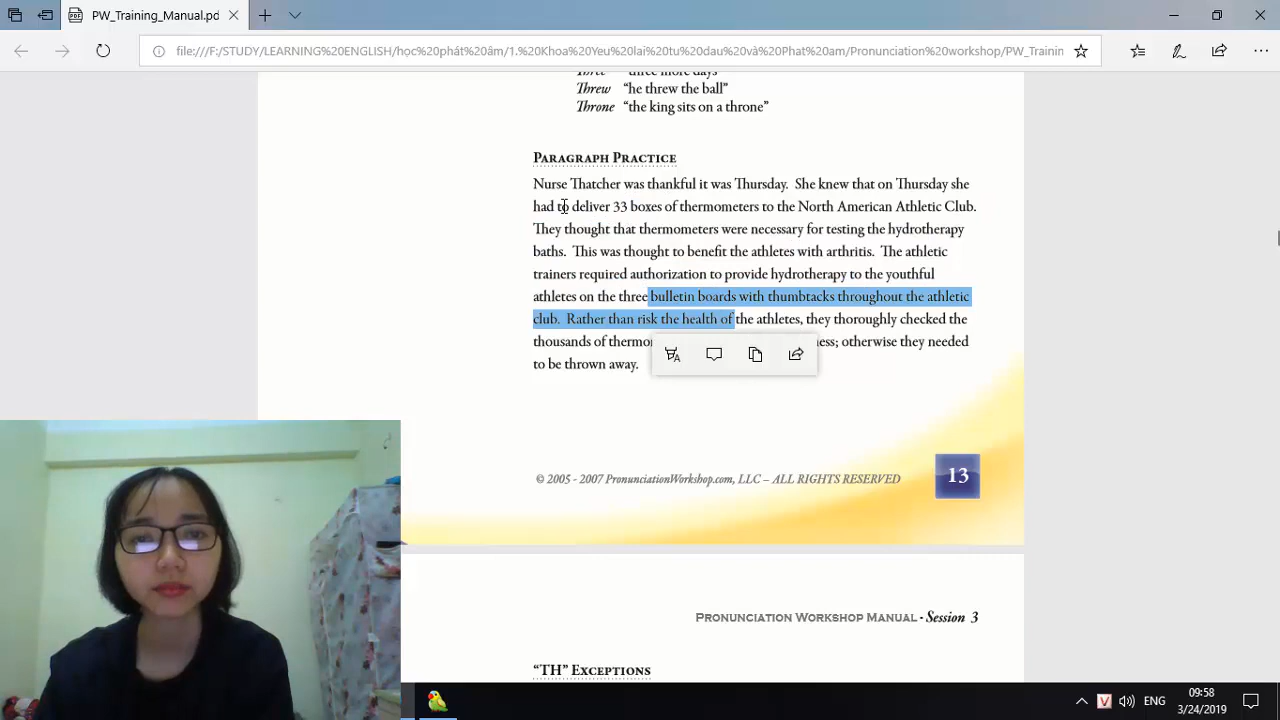 file:///F:/STUDY/LEARNING%20ENGLISH/học%20phát%20âm/1.%20Khoa%20Yeu%20lai%20tu%20dau%20và%20Phat%20am/Pronunciation%20workshop/PW_Trainin
Three "three more days"
Threw "he threw the ball"
Throne "the king sits on a throne"
Paragraph Practice
Nurse Thatcher was thankful it was Thursday. She knew that on Thursday she
had to deliver 33 boxes of thermometers to the North American Athletic Club.
They thought that thermometers were necessary for testing the hydrotherapy
baths. This was thought to benefit the athletes with arthritis. The athletic
trainers required authorization to provide hydrotherapy to the youthful
athletes on the three bulletin boards with thumbtacks throughout the athletic
club. Rather than risk the health of the athletes, they thoroughly checked the
thousands of thermom ness; otherwise they needed
to be thrown away.
© 2005 - 2007 PronunciationWorkshop.com, LLC – ALL RIGHTS RESERVED
13
Pronunciation Workshop Manual · Session 3
"TH" Exceptions
V
ENG
09:58
3/24/2019